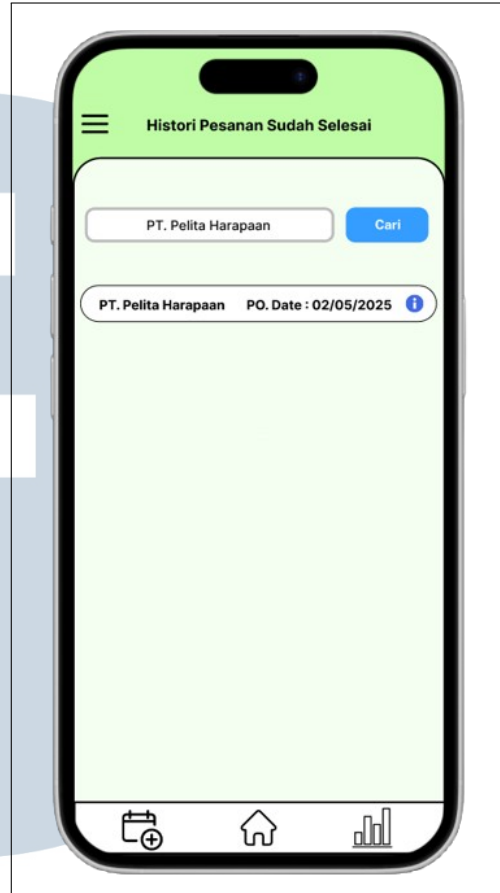 Histori Pesanan Sudah Selesai
PT. Pelita Harapaan
Cari
PT. Pelita Harapaan PO. Date : 02/05/2025